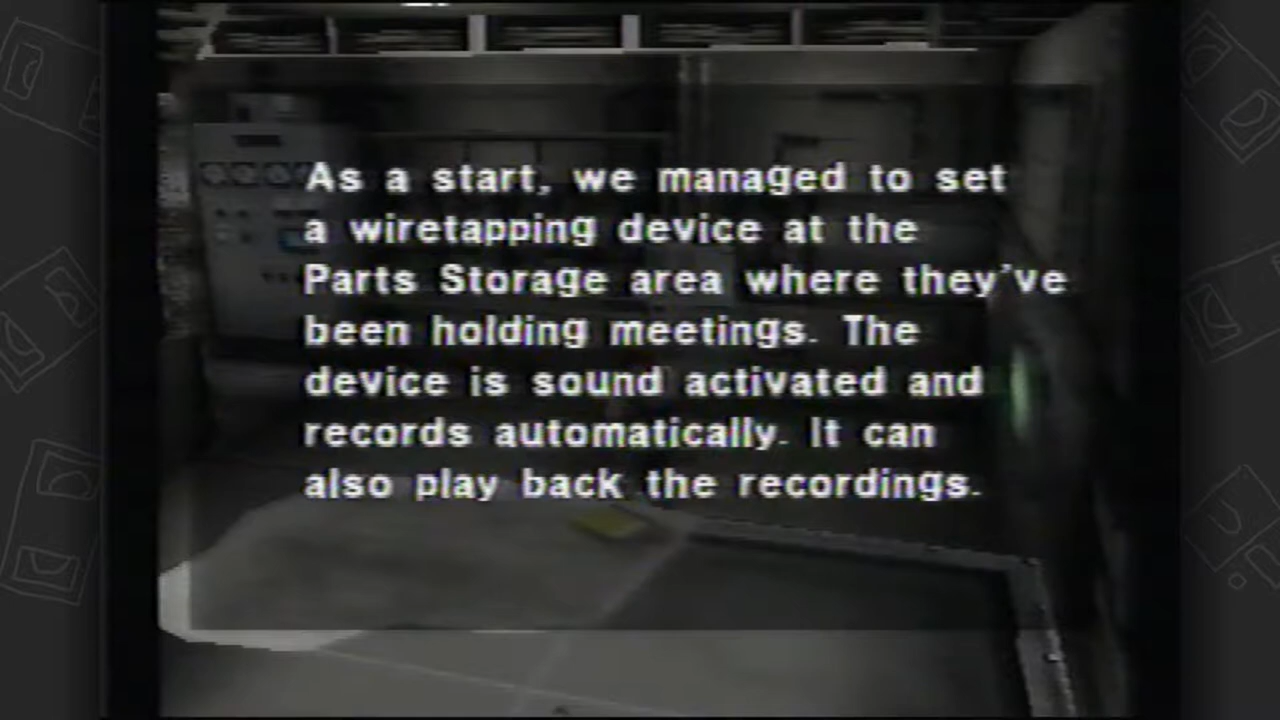 As a start, we managed to set
a wiretapping device at the
Parts Storage area where they've
been holding meetings. The
device is sound activated and
records automatically. It can
also play back the recordings.